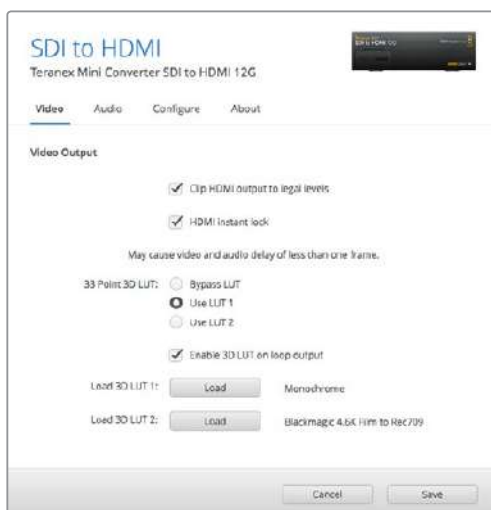 SDI to HDMI
Teranex Mini Converter SDI to HDMI 12G
Video Audio Configure About
Video Output
Clip HDMI output to legal levels
HDMI instant lock
May cause video and audio delay of less than one frame.
33 Point 3D LUT: Bypass LUT
Use LUT 1
Use LUT 2
Enable 3D LUT on loop output
Load 3D LUT 1: Load Monochrome
Load 3D LUT 2: Load Blackmagic 4.6K Film to Rec709
Cancel Save